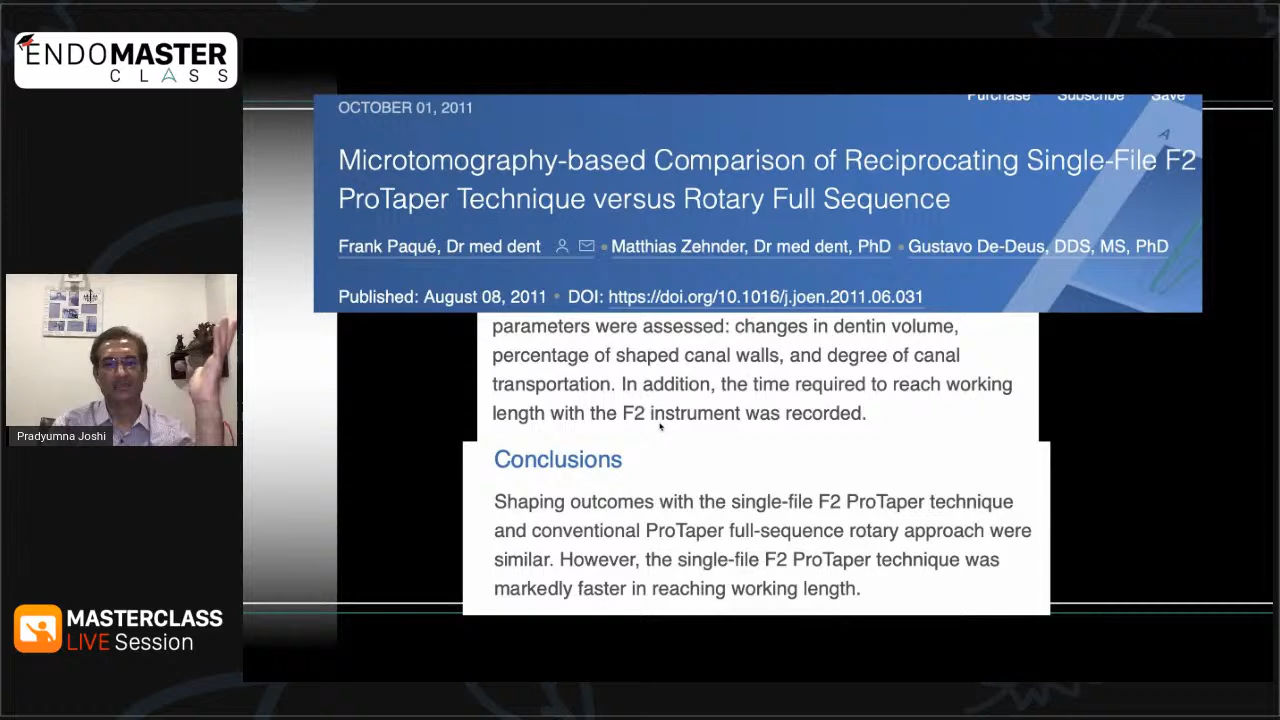 ENDOMASTER
CLASS
Purchase Subscribe Save
OCTOBER 01, 2011
Microtomography-based Comparison of Reciprocating Single-File F2
ProTaper Technique versus Rotary Full Sequence
Frank Paqué, Dr med dent • Matthias Zehnder, Dr med dent, PhD • Gustavo De-Deus, DDS, MS, PhD
Published: August 08, 2011 • DOI: https://doi.org/10.1016/j.joen.2011.06.031
parameters were assessed: changes in dentin volume,
percentage of shaped canal walls, and degree of canal
transportation. In addition, the time required to reach working
length with the F2 instrument was recorded.
Conclusions
Shaping outcomes with the single-file F2 ProTaper technique
and conventional ProTaper full-sequence rotary approach were
similar. However, the single-file F2 ProTaper technique was
markedly faster in reaching working length.
Pradyumna Joshi
MASTERCLASS
LIVE Session